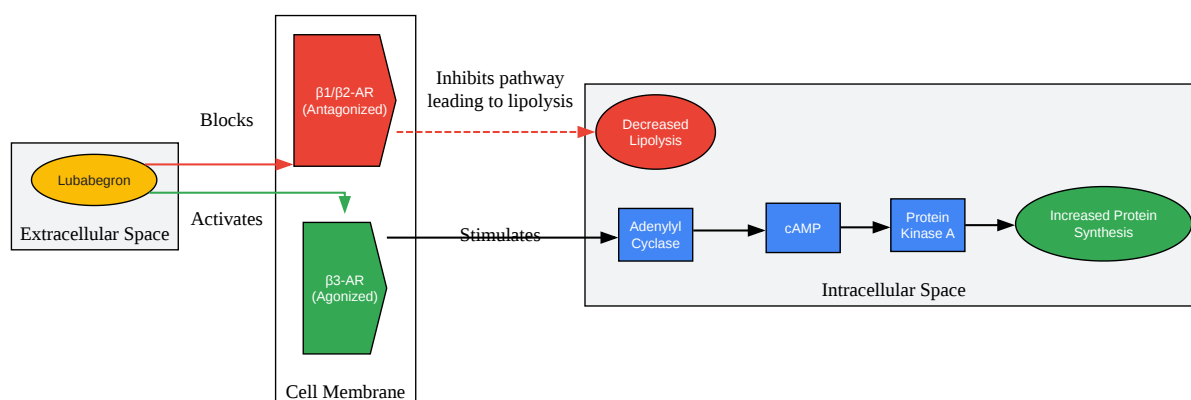 Lubabegron
Extracellular Space
Blocks
Activates
β1/β2-AR
(Antagonized)
β3-AR
(Agonized)
Cell Membrane
Inhibits pathway
leading to lipolysis
Stimulates
Decreased
Lipolysis
Adenylyl
Cyclase
cAMP
Protein
Kinase A
Increased Protein
Synthesis
Intracellular Space